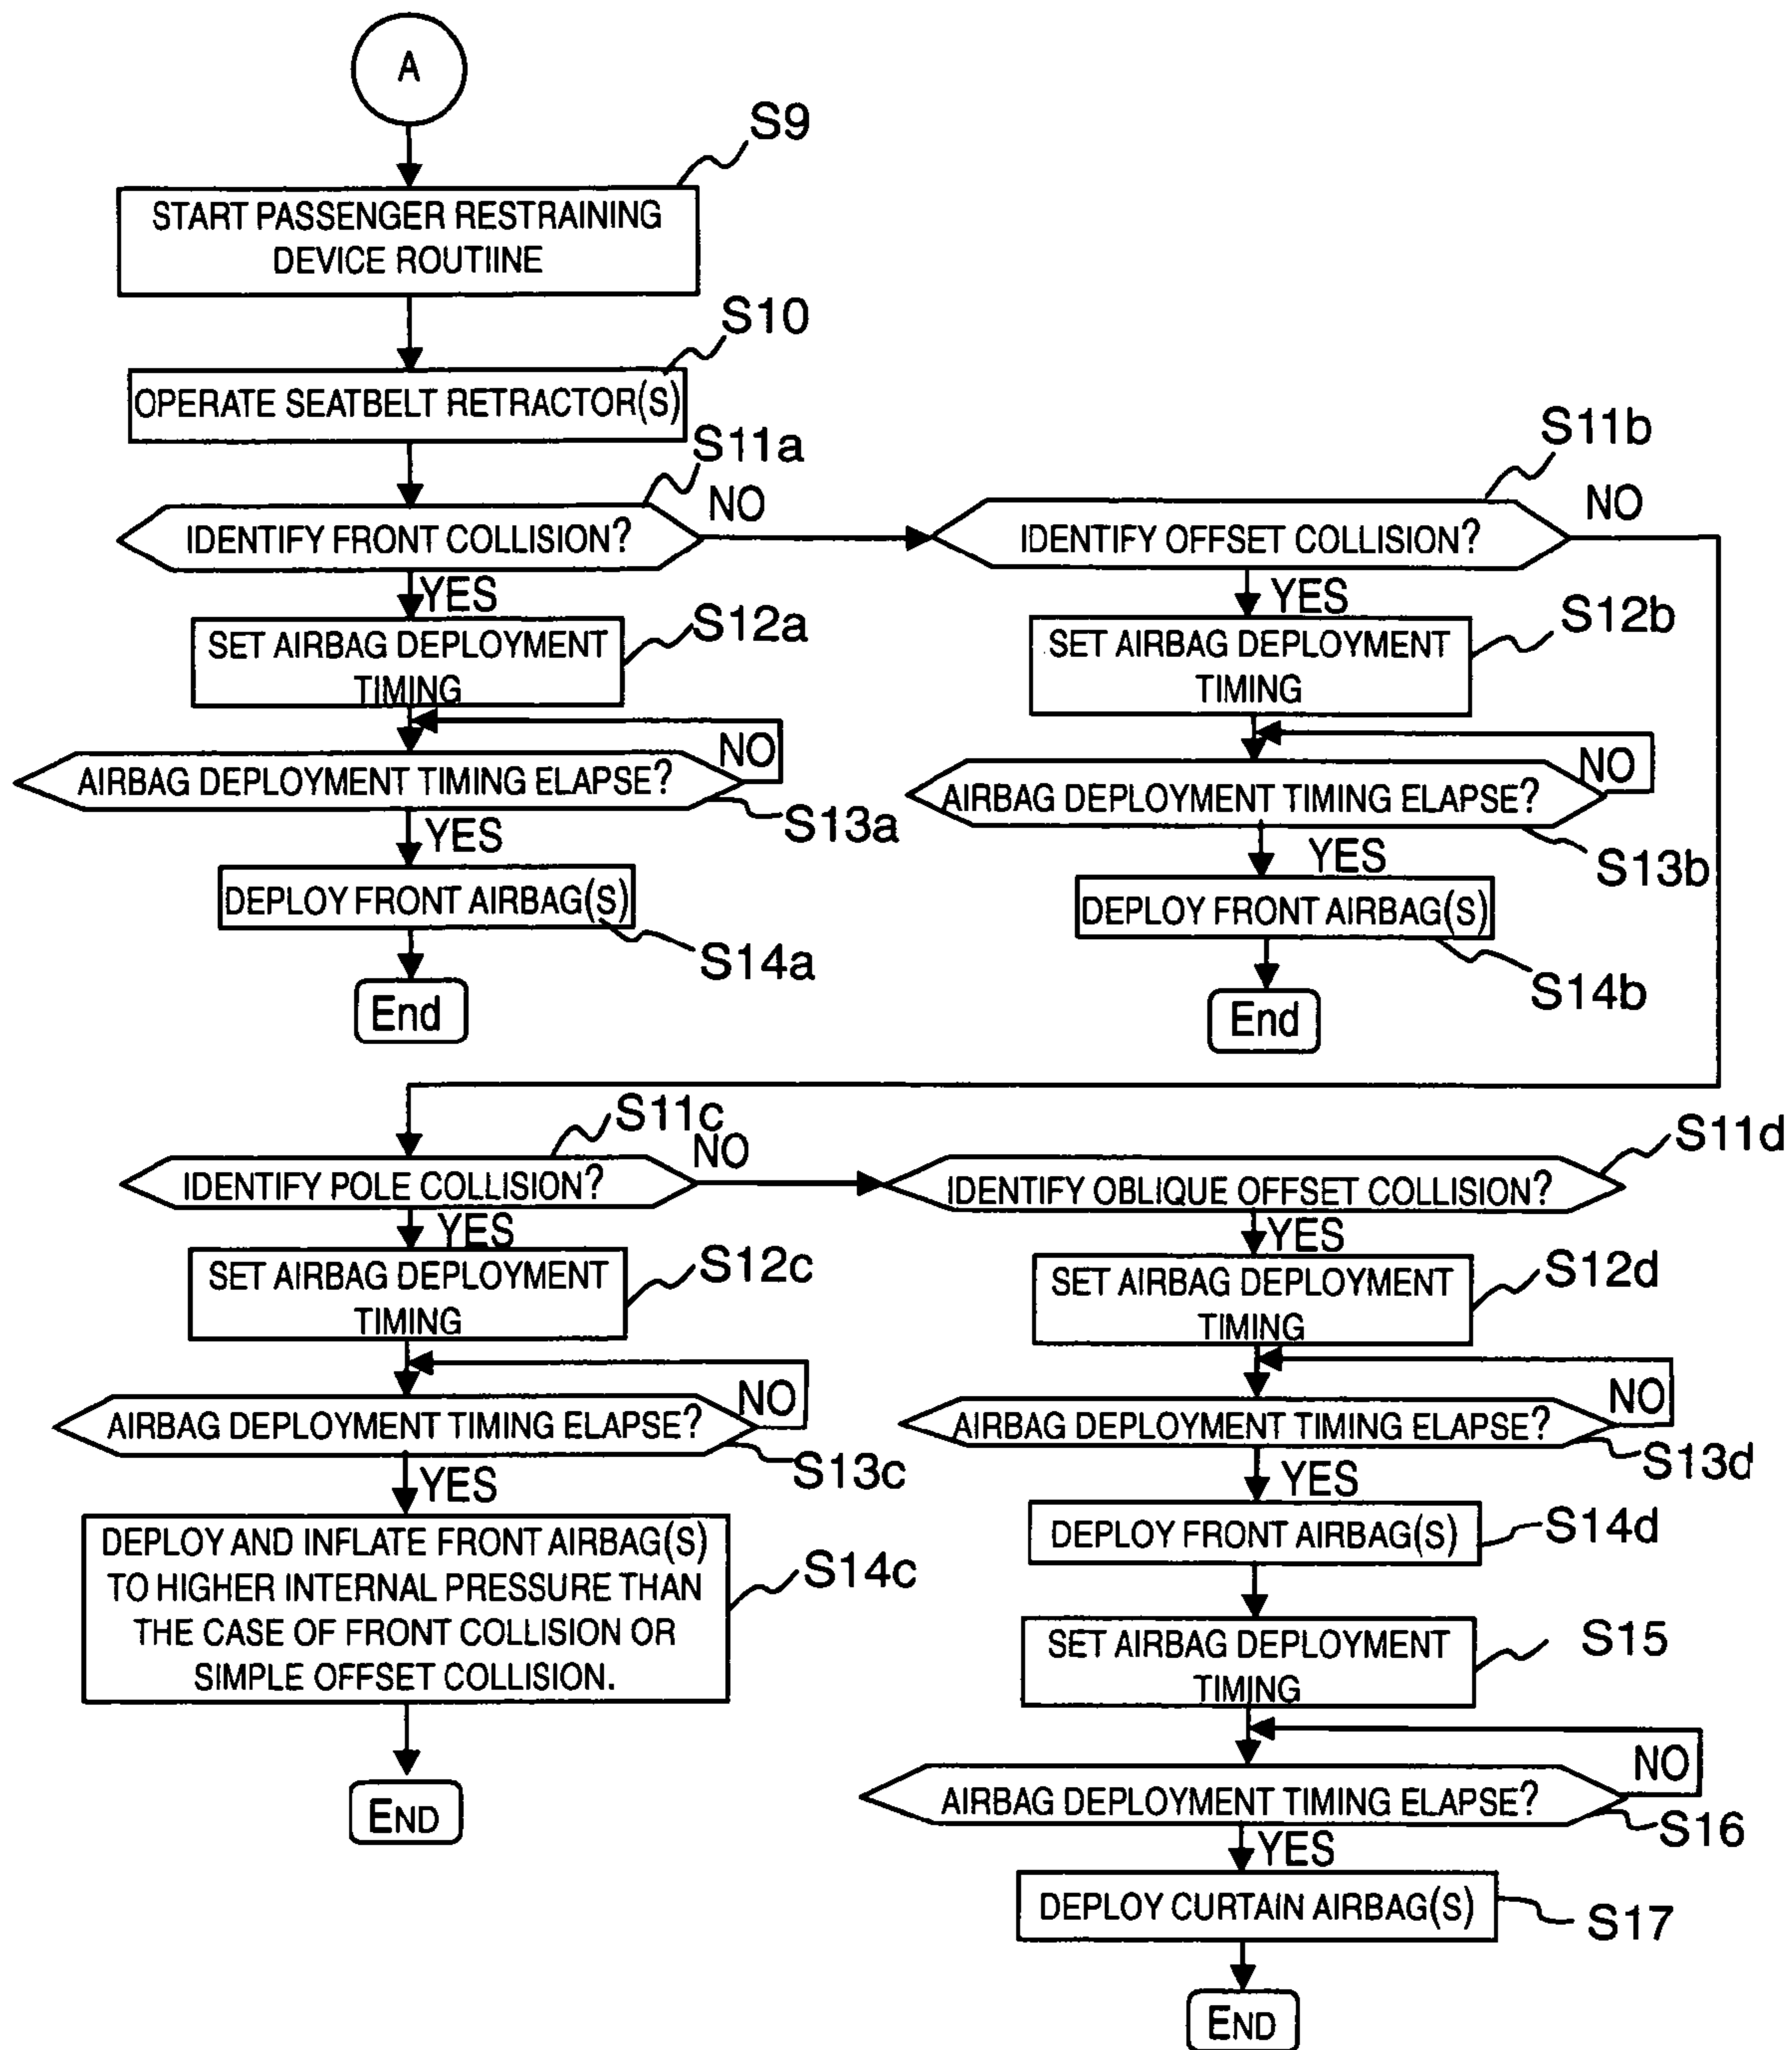 A
S9
START PASSENGER RESTRAINING
DEVICE ROUTIINE
S10
OPERATE SEATBELT RETRACTOR(S)
S11a
IDENTIFY FRONT COLLISION?
NO
S11b
IDENTIFY OFFSET COLLISION?
NO
YES
S12a
SET AIRBAG DEPLOYMENT
TIMING
NO
AIRBAG DEPLOYMENT TIMING ELAPSE?
S13a
YES
DEPLOY FRONT AIRBAG(S)
S14a
End
YES
S12b
SET AIRBAG DEPLOYMENT
TIMING
NO
AIRBAG DEPLOYMENT TIMING ELAPSE?
S13b
YES
DEPLOY FRONT AIRBAG(S)
S14b
End
S11c
IDENTIFY POLE COLLISION?
NO
S11d
IDENTIFY OBLIQUE OFFSET COLLISION?
YES
S12c
SET AIRBAG DEPLOYMENT
TIMING
NO
AIRBAG DEPLOYMENT TIMING ELAPSE?
S13c
YES
DEPLOY AND INFLATE FRONT AIRBAG(S)
TO HIGHER INTERNAL PRESSURE THAN
THE CASE OF FRONT COLLISION OR
SIMPLE OFFSET COLLISION.
S14c
END
YES
S12d
SET AIRBAG DEPLOYMENT
TIMING
NO
AIRBAG DEPLOYMENT TIMING ELAPSE?
S13d
YES
DEPLOY FRONT AIRBAG(S)
S14d
SET AIRBAG DEPLOYMENT
TIMING
S15
NO
AIRBAG DEPLOYMENT TIMING ELAPSE?
S16
YES
DEPLOY CURTAIN AIRBAG(S)
S17
END